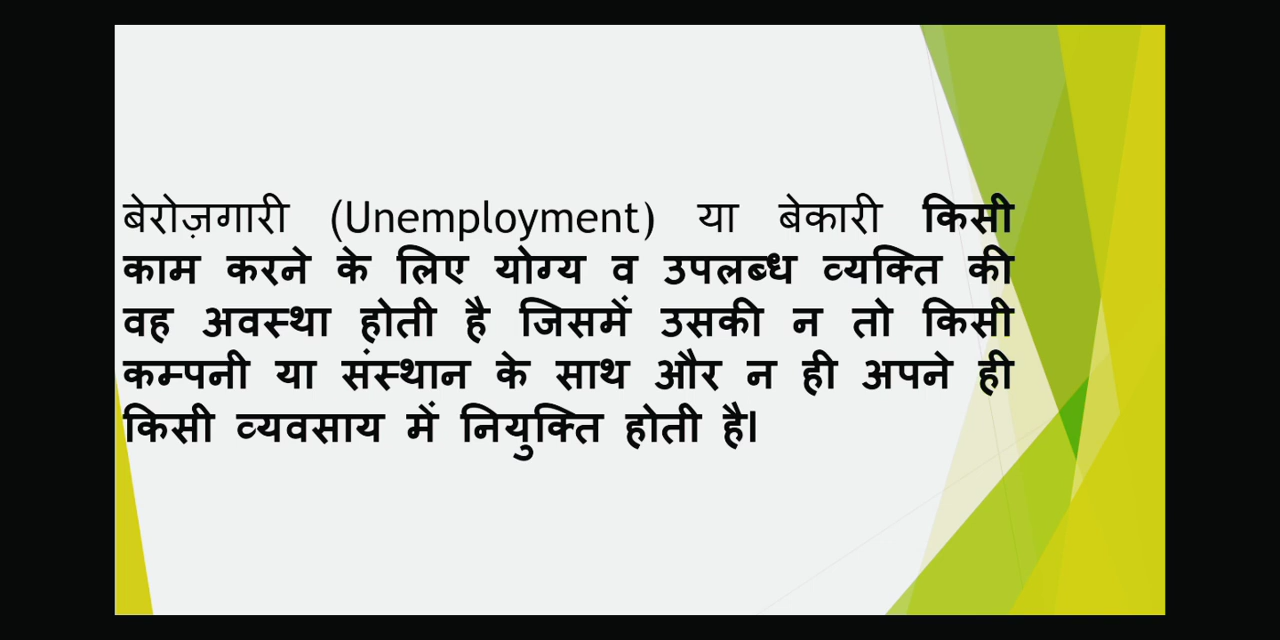 बेरोज़गारी (Unemployment) या बेकारी किसी
काम करने के लिए योग्य व उपलब्ध व्यक्ति की
वह अवस्था होती है जिसमें उसकी न तो किसी
कम्पनी या संस्थान के साथ और न ही अपने ही
किसी व्यवसाय में नियुक्ति होती है।